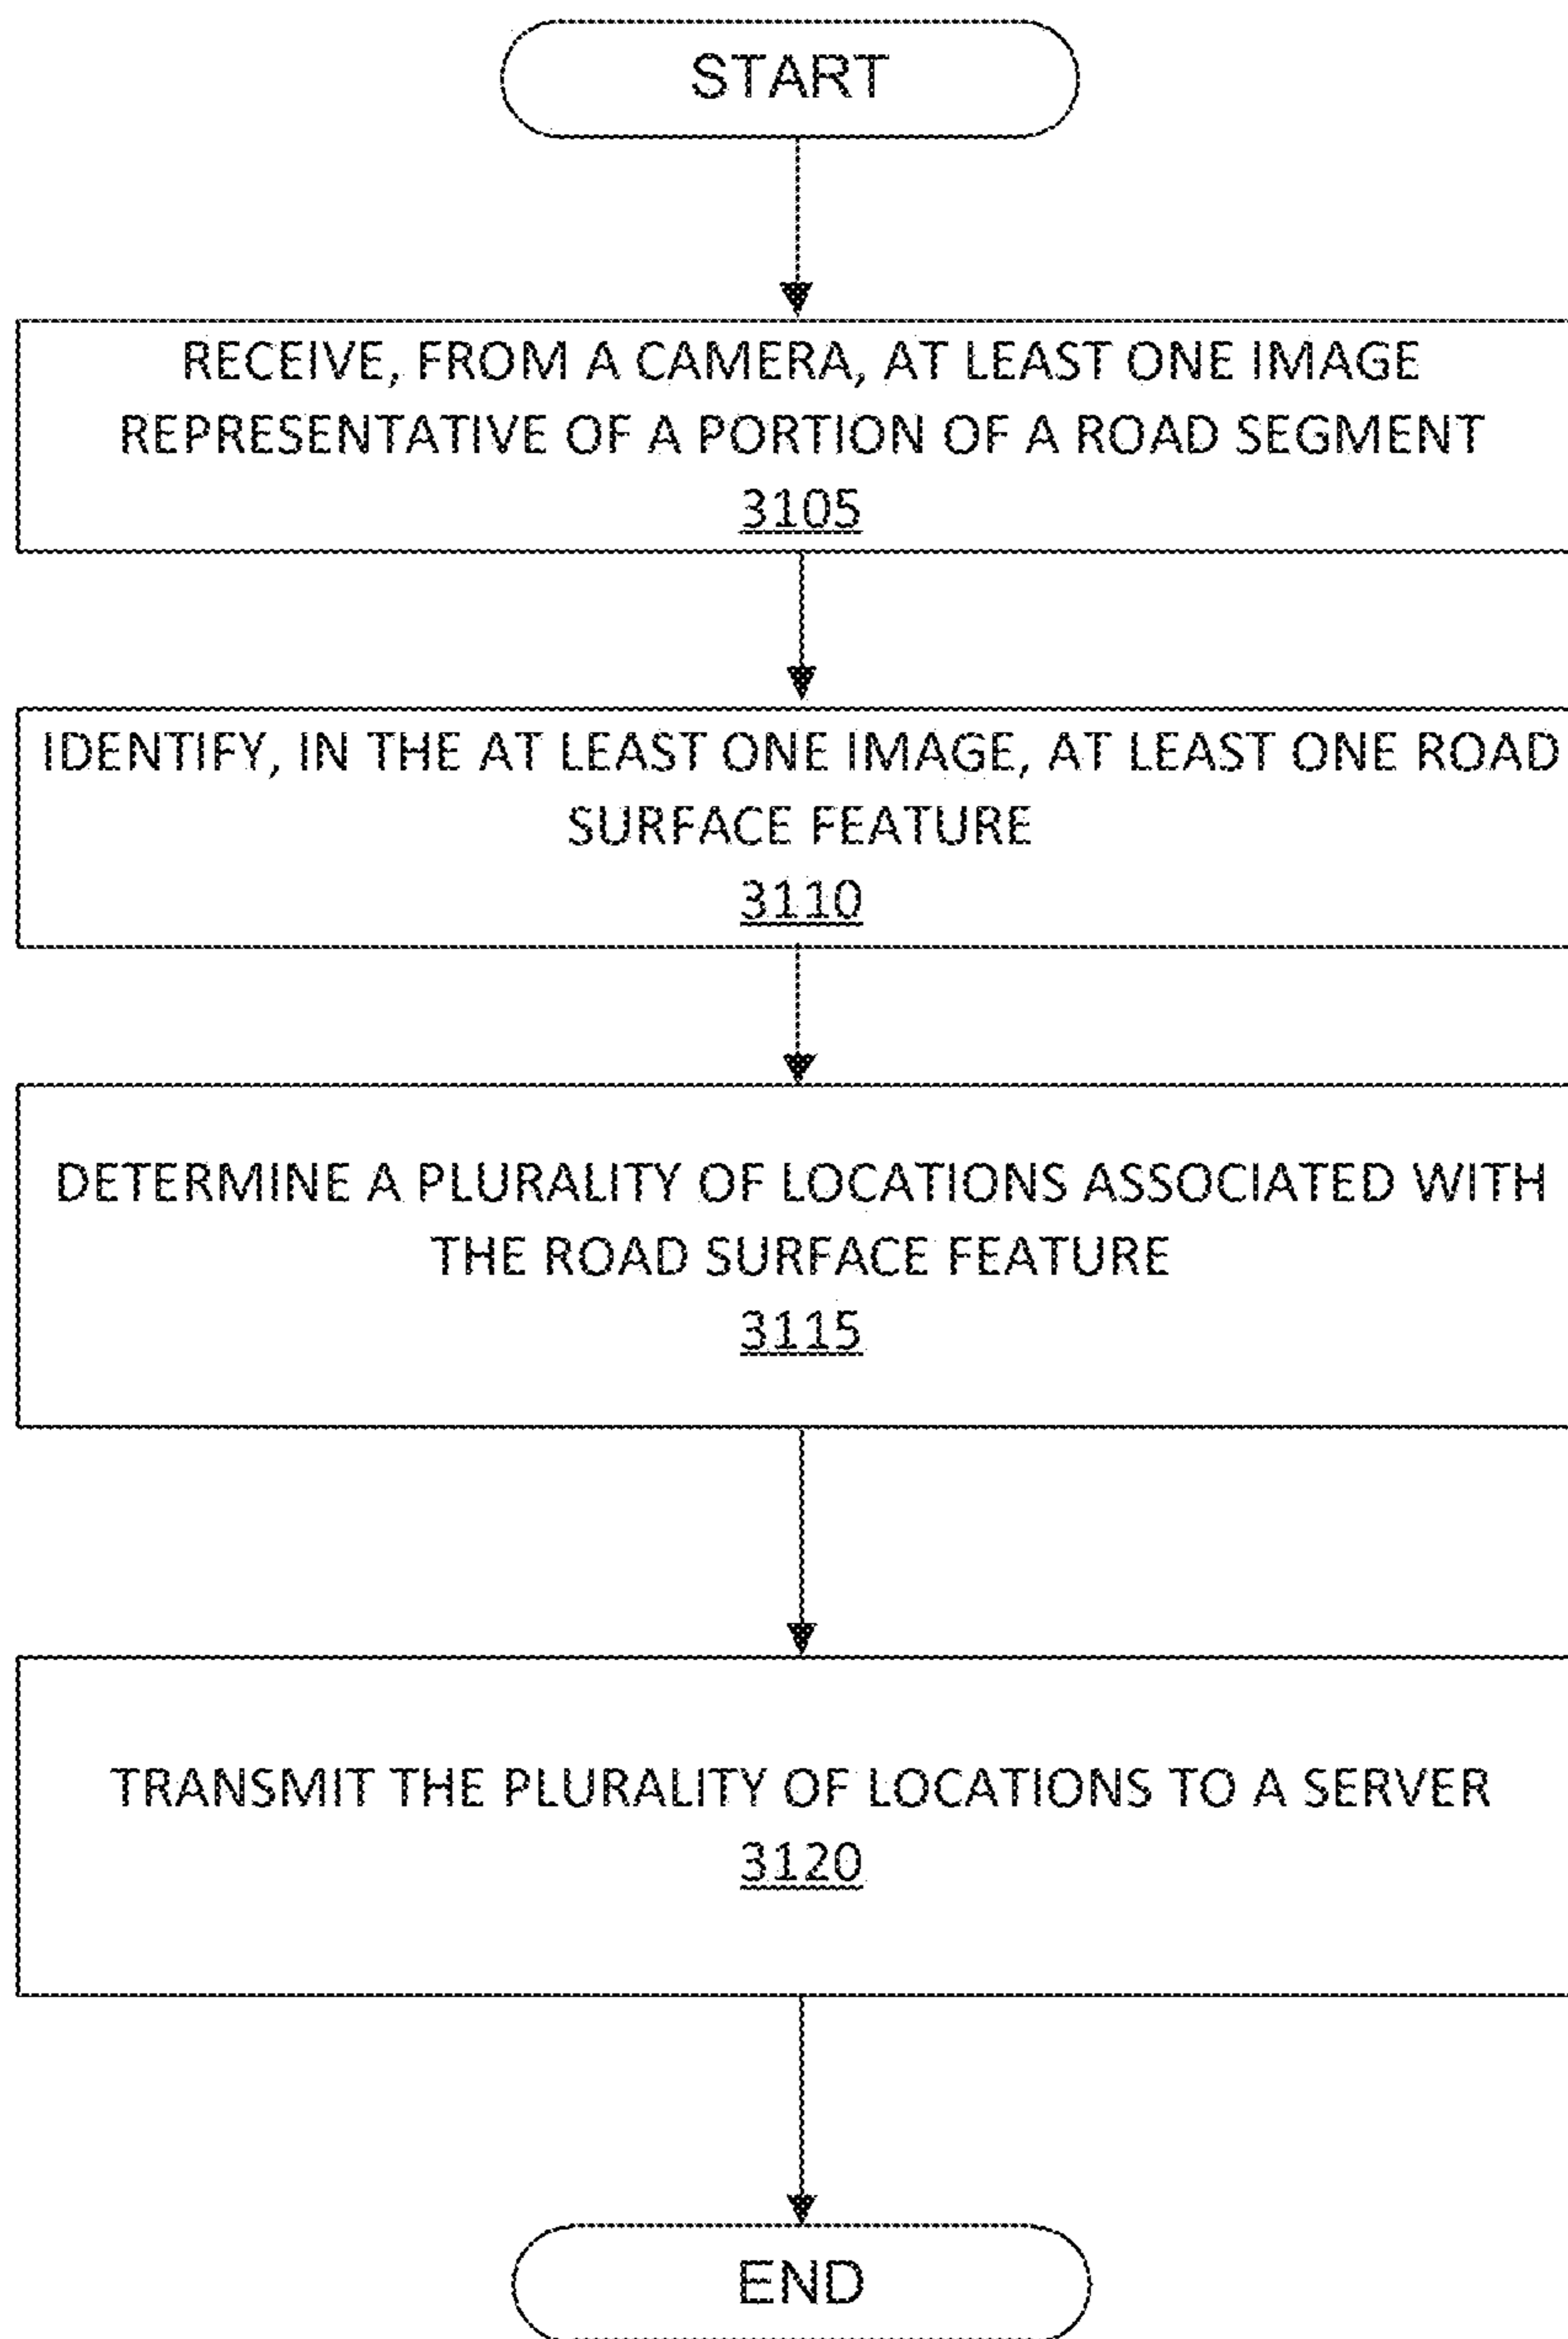 START
RECEIVE, FROM A CAMERA, AT LEAST ONE IMAGE
REPRESENTATIVE OF A PORTION OF A ROAD SEGMENT
3105
IDENTIFY, IN THE AT LEAST ONE IMAGE, AT LEAST ONE ROAD
SURFACE FEATURE
3110
DETERMINE A PLURALITY OF LOCATIONS ASSOCIATED WITH
THE ROAD SURFACE FEATURE
3115
TRANSMIT THE PLURALITY OF LOCATIONS TO A SERVER
3120
END